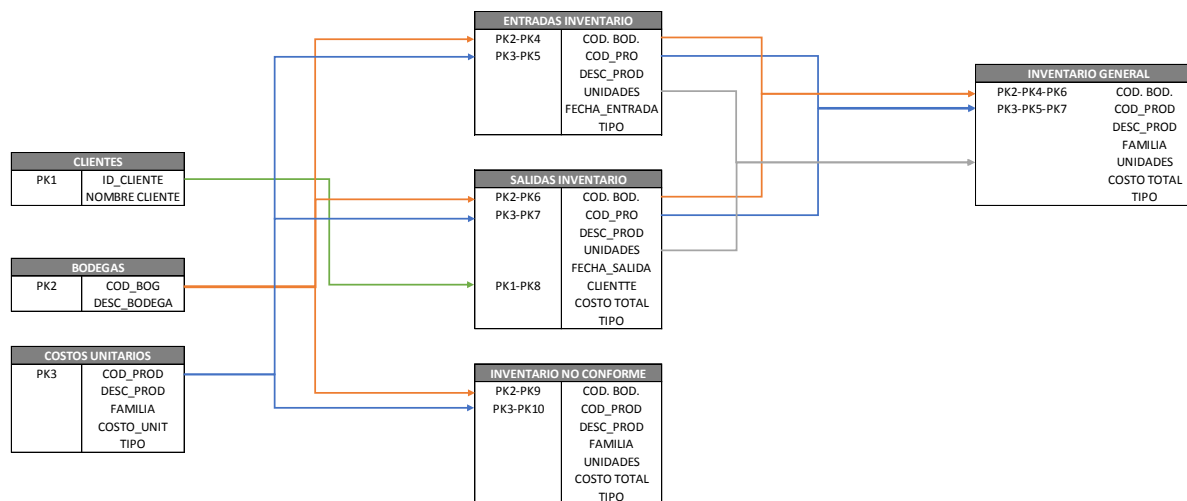 CLIENTES
PK1 ID_CLIENTE
NOMBRE CLIENTE
BODEGAS
PK2 COD_BOG
DESC_BODEGA
COSTOS UNITARIOS
PK3 COD_PROD
DESC_PROD
FAMILIA
COSTO_UNIT
TIPO
ENTRADAS INVENTARIO
PK2-PK4 COD. BOD.
PK3-PK5 COD_PRO
DESC_PROD
UNIDADES
FECHA_ENTRADA
TIPO
SALIDAS INVENTARIO
PK2-PK6 COD. BOD.
PK3-PK7 COD_PRO
DESC_PROD
UNIDADES
FECHA_SALIDA
PK1-PK8 CLIENTTE
COSTO TOTAL
TIPO
INVENTARIO NO CONFORME
PK2-PK9 COD. BOD.
PK3-PK10 COD_PROD
DESC_PROD
FAMILIA
UNIDADES
COSTO TOTAL
TIPO
INVENTARIO GENERAL
PK2-PK4-PK6 COD. BOD.
PK3-PK5-PK7 COD_PROD
DESC_PROD
FAMILIA
UNIDADES
COSTO TOTAL
TIPO